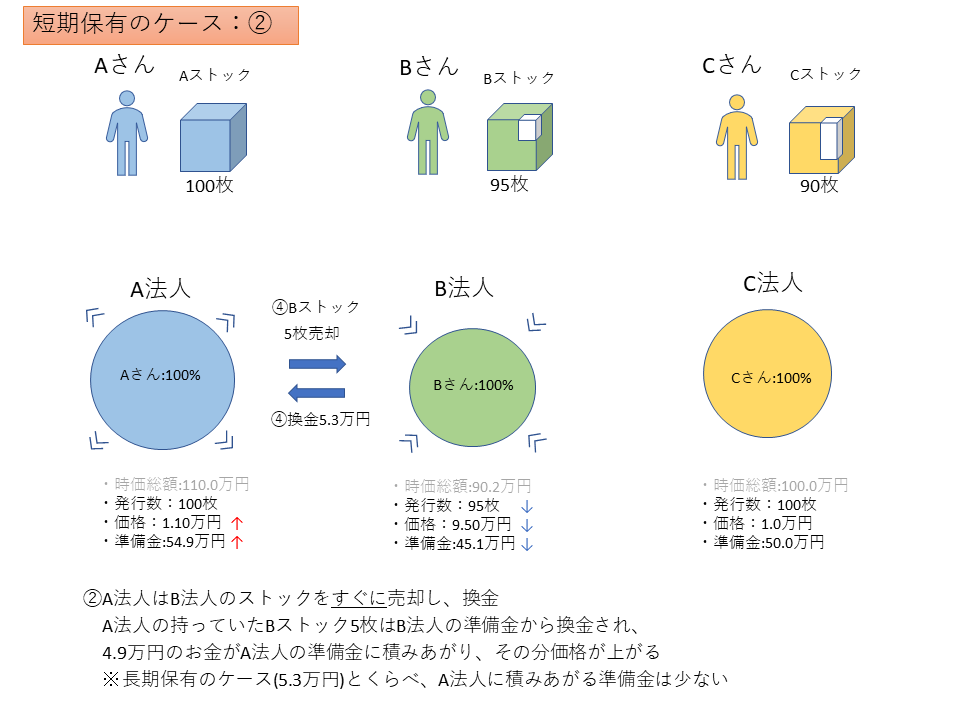 短期保有のケース：②
Aさん
Aストック
100枚
Bさん
Bストック
95枚
Cさん
Cストック
90枚
A法人
Aさん:100%
④Bストック
5枚売却
④換金5.3万円
B法人
Bさん:100%
C法人
Cさん:100%
・時価総額:110.0万円
・発行数：100枚
・価格：1.10万円 ↑
・準備金:54.9万円 ↑
・時価総額:90.2万円
・発行数：95枚 ↓
・価格：9.50万円 ↓
・準備金:45.1万円 ↓
・時価総額:100.0万円
・発行数：100枚
・価格：1.0万円
・準備金:50.0万円
②A法人はB法人のストックをすぐに売却し、換金
A法人の持っていたBストック5枚はB法人の準備金から換金され、
4.9万円のお金がA法人の準備金に積みあがり、その分価格が上がる
※長期保有のケース(5.3万円)とくらべ、A法人に積みあがる準備金は少ない